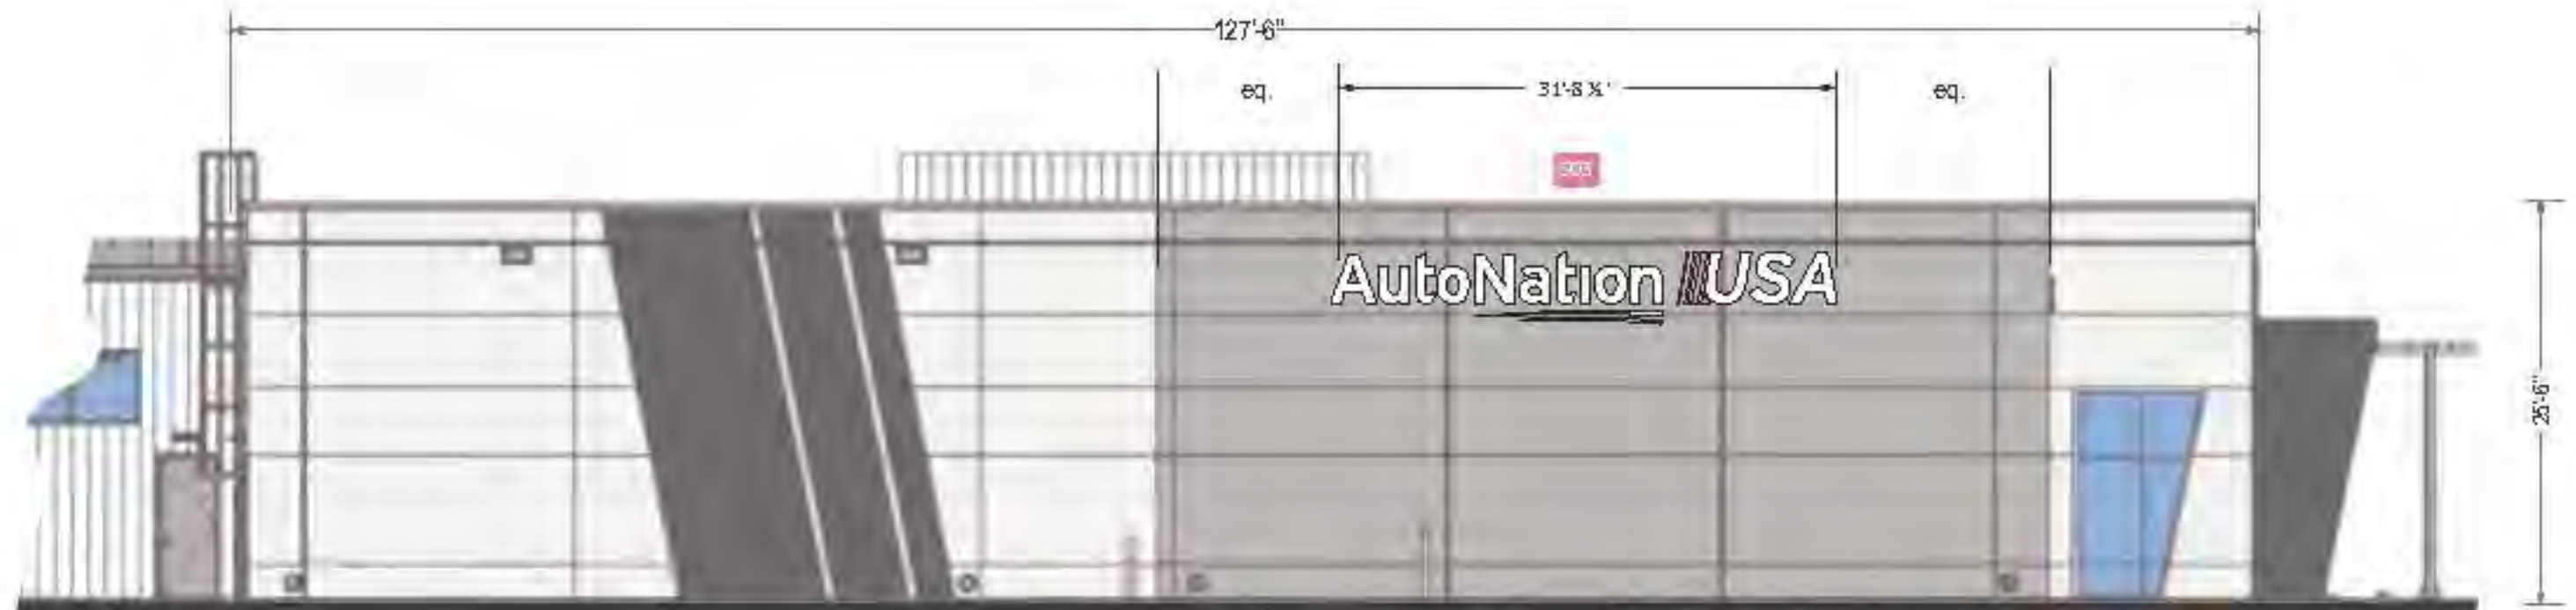 127'-6"
eq.
31'-8 ¾"
eq.
AutoNation USA
25'-6"